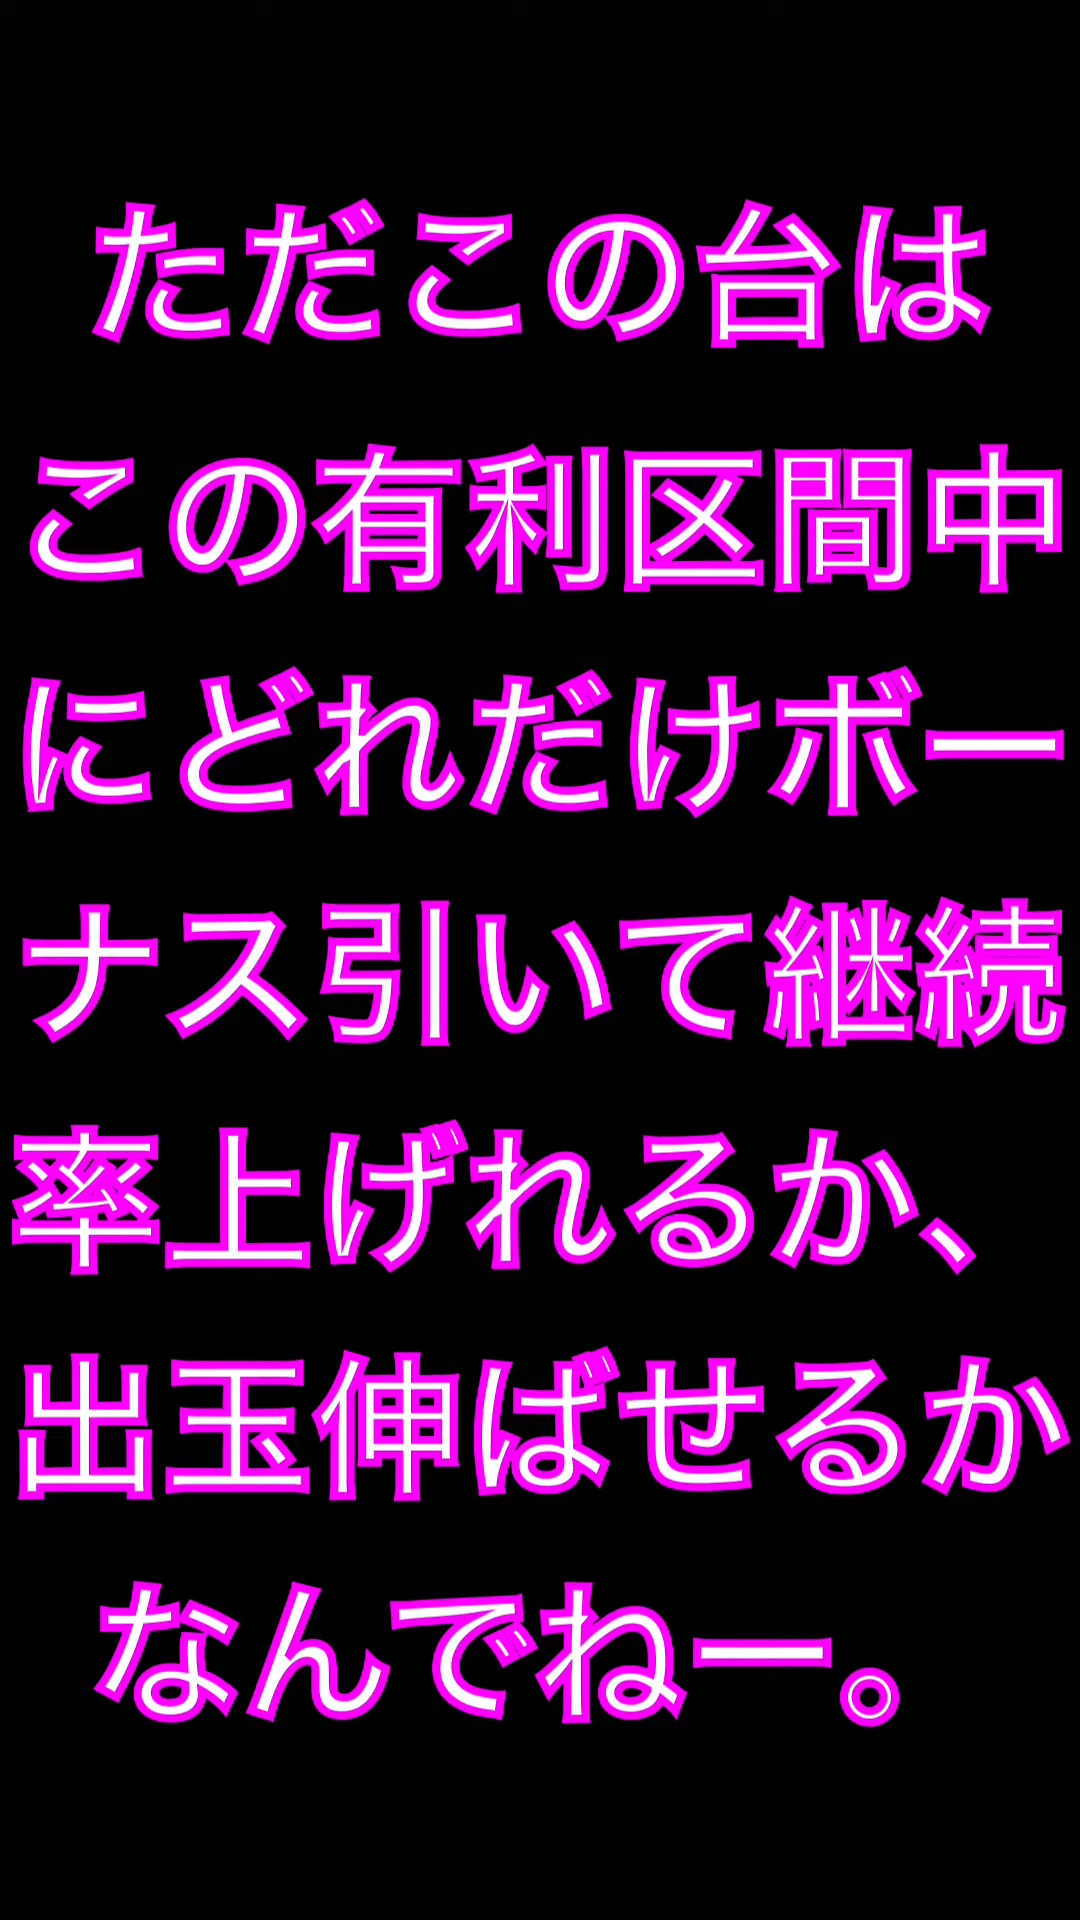 ただこの台は
この有利区間中
にどれだけボー
ナス引いて継続
率上げれるか、
出玉伸ばせるか
なんでねー。